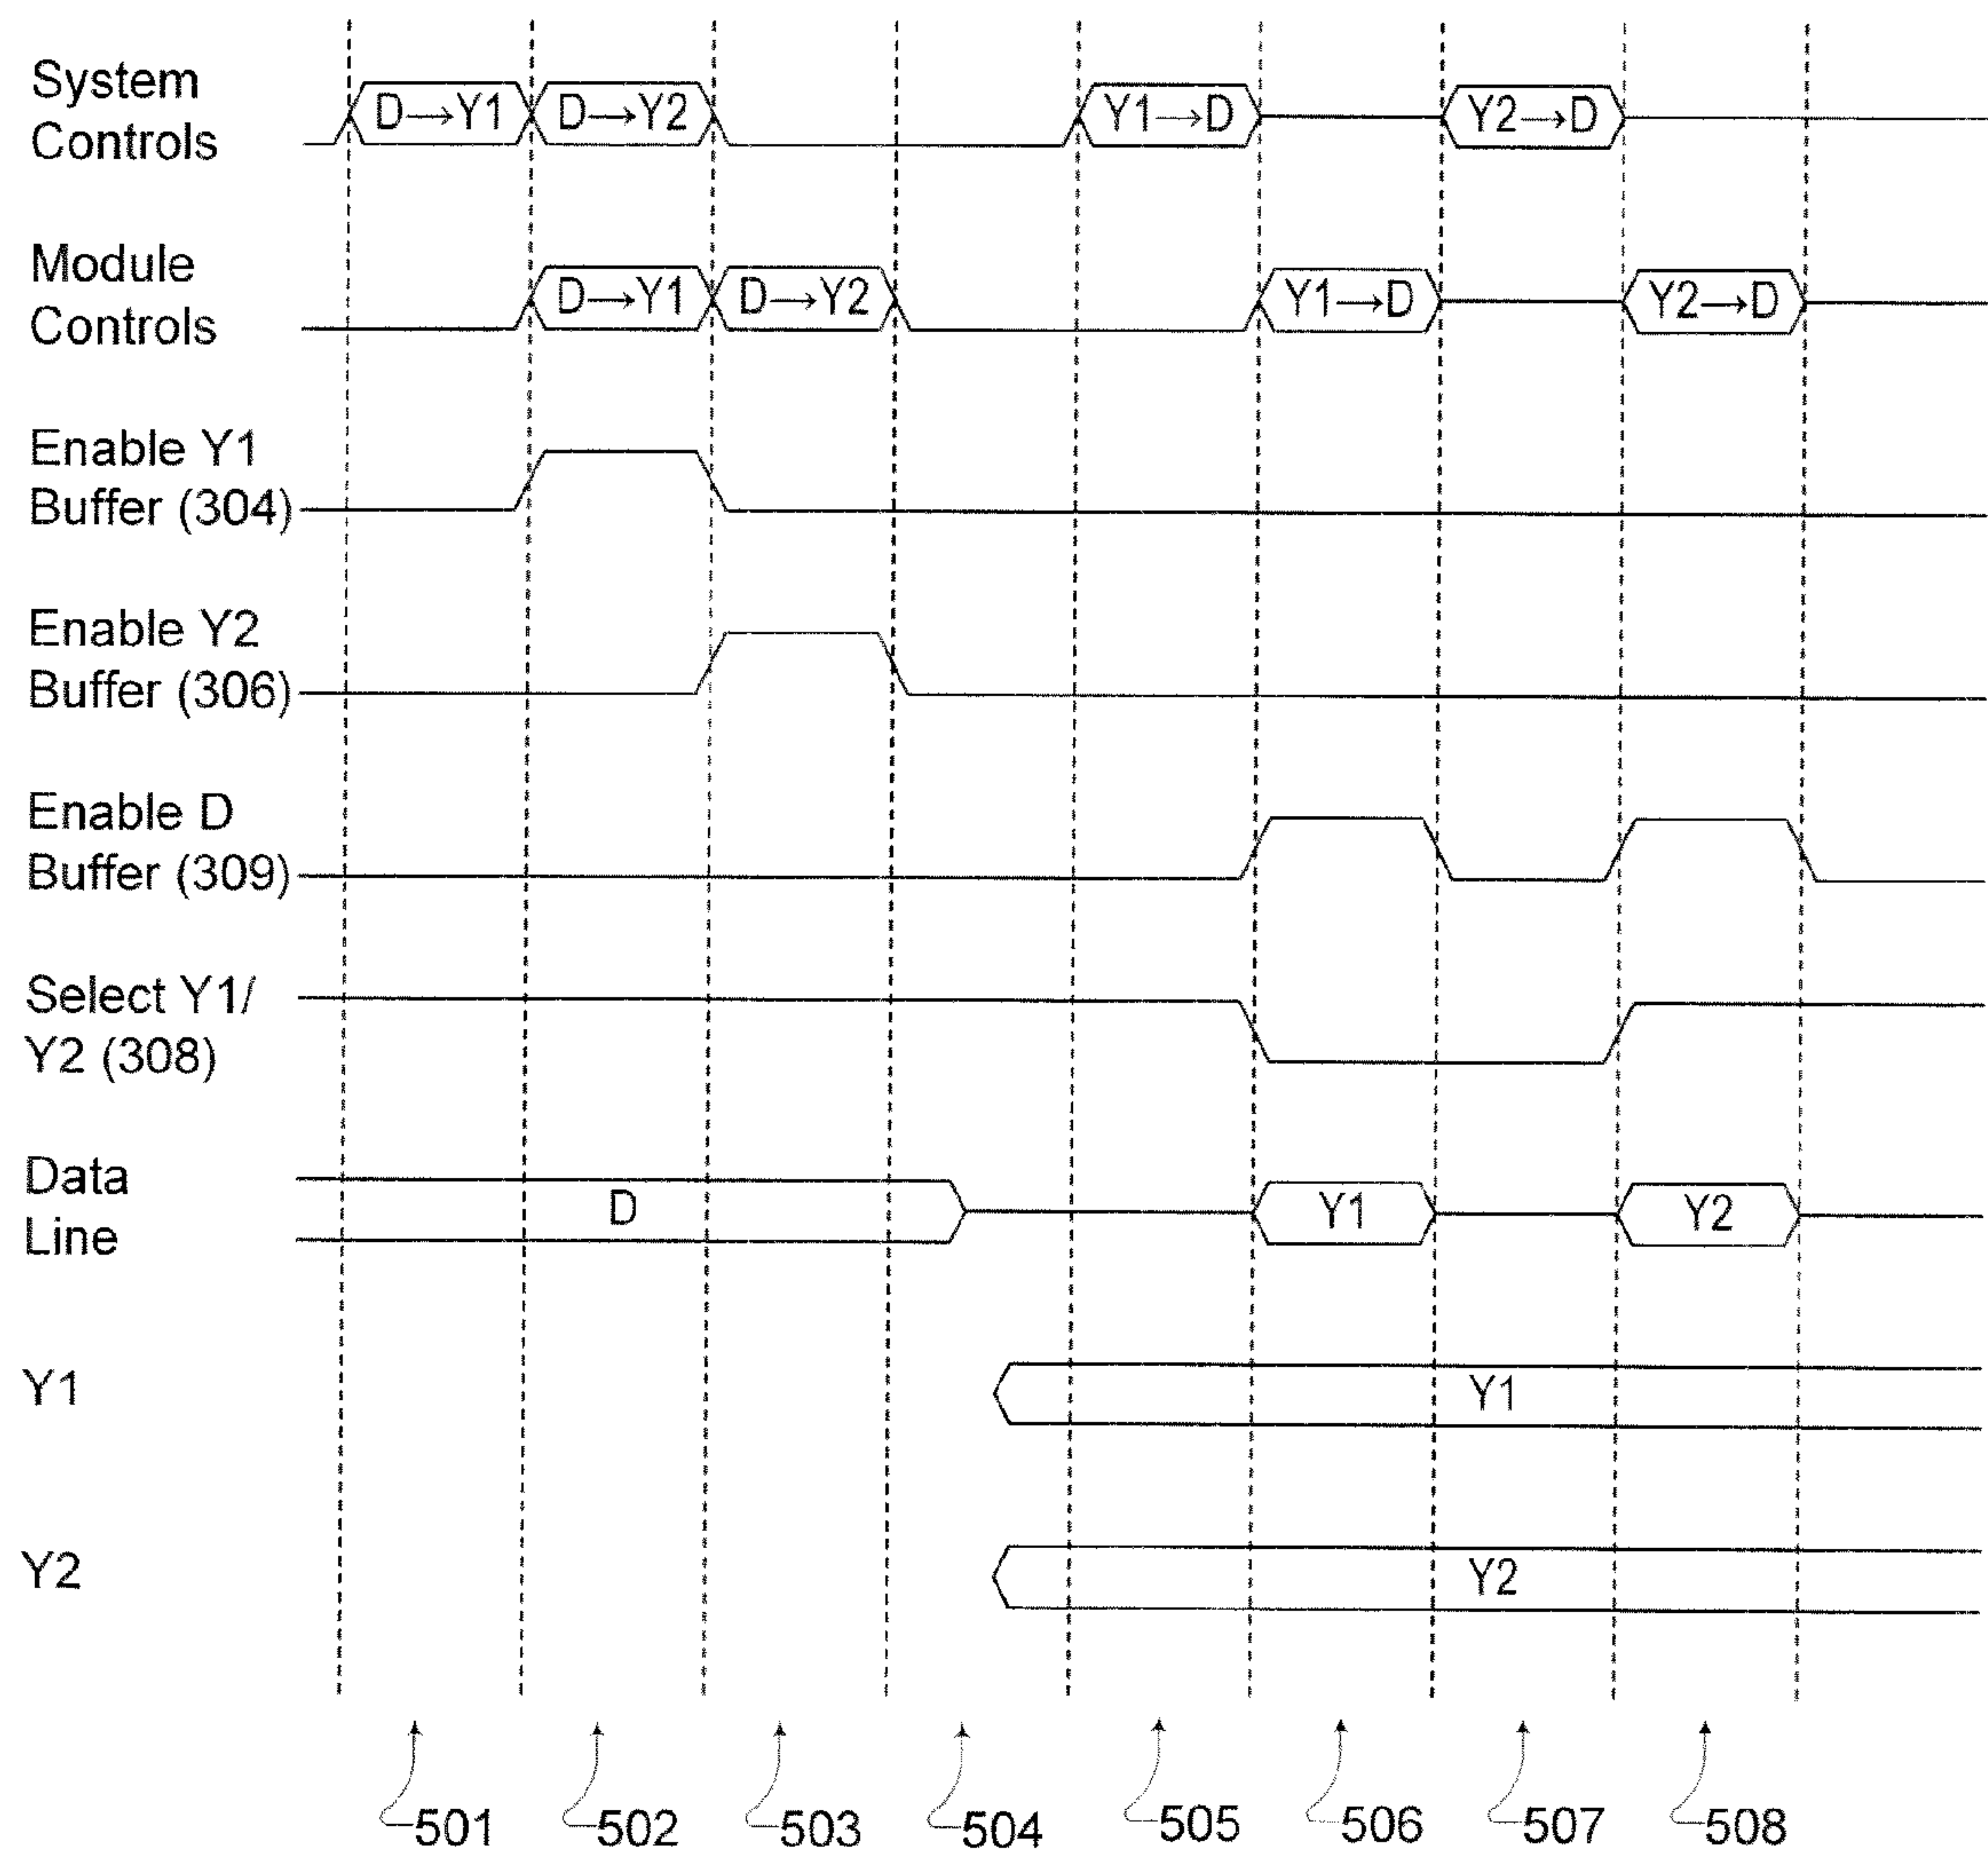 System
Controls
D→Y1
D→Y2
Y1→D
Y2→D
Module
Controls
D→Y1
D→Y2
Y1→D
Y2→D
Enable Y1
Buffer (304)
Enable Y2
Buffer (306)
Enable D
Buffer (309)
Select Y1/
Y2 (308)
Data
Line
D
Y1
Y2
Y1
Y1
Y2
Y2
501
502
503
504
505
506
507
508